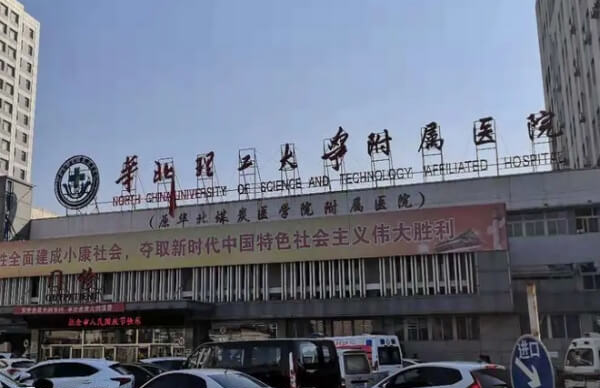 华北理工大学附属医院
NORTH CHINA UNIVERSITY OF SCIENCE AND TECHNOLOGY AFFILIATED HOSPITAL
(原华北煤炭医学院附属医院)
性全面建成小康社会，夺取新时代中国特色社会主义伟大胜利
门诊
进口